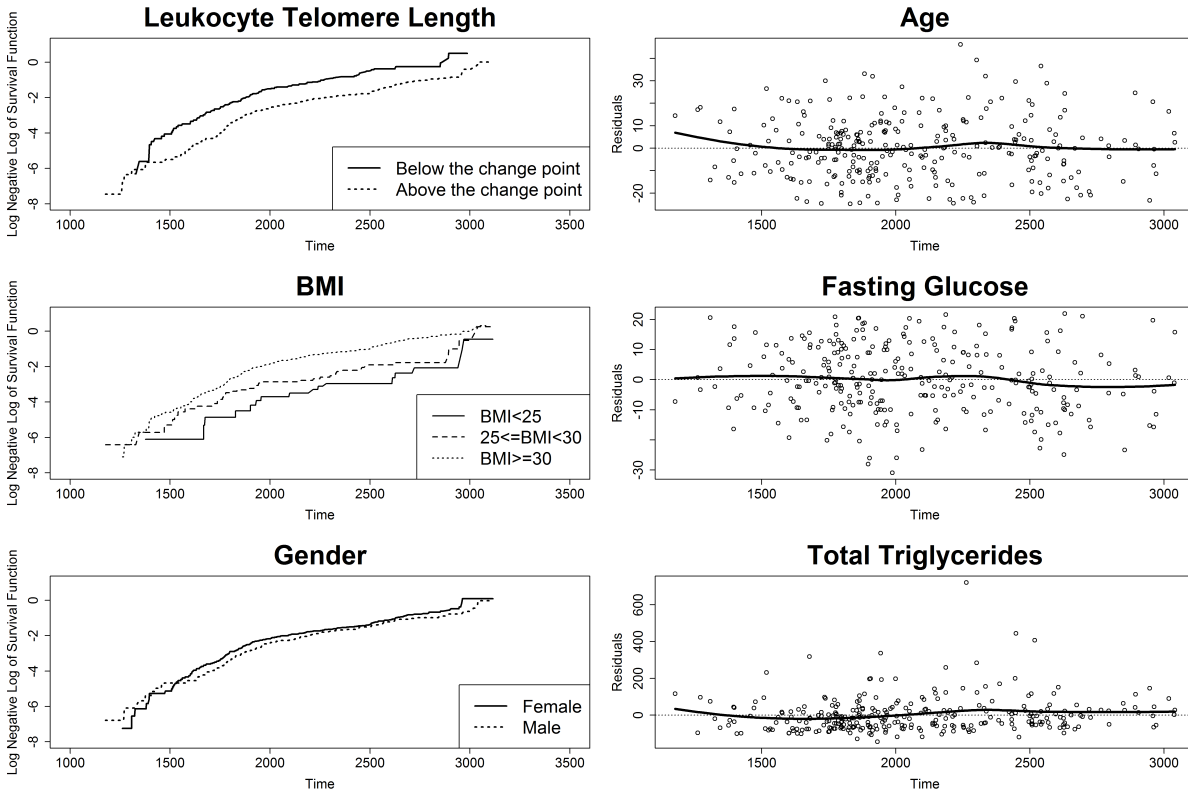 Leukocyte Telomere Length
Log Negative Log of Survival Function
0
-2
-4
-6
-8
Below the change point
Above the change point
1000 1500 2000 2500 3000 3500
Time
Age
Residuals
30
10
0
-20
1500 2000 2500 3000
Time
BMI
Log Negative Log of Survival Function
0
-2
-4
-6
-8
BMI<25
25<=BMI<30
BMI>=30
1000 1500 2000 2500 3000 3500
Time
Fasting Glucose
Residuals
20
10
0
-10
-30
1500 2000 2500 3000
Time
Gender
Log Negative Log of Survival Function
0
-2
-4
-6
-8
Female
Male
1000 1500 2000 2500 3000 3500
Time
Total Triglycerides
Residuals
600
400
200
0
1500 2000 2500 3000
Time